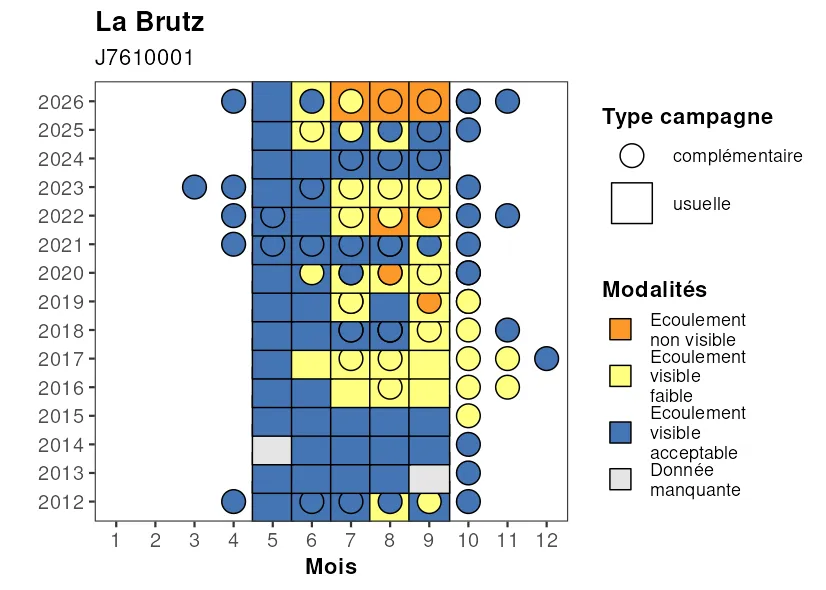 La Brutz
J7610001
2026
2025
2024
2023
2022
2021
2020
2019
2018
2017
2016
2015
2014
2013
2012
1 2 3 4 5 6 7 8 9 10 11 12
Mois
Type campagne
complémentaire
usuelle
Modalités
Ecoulement
non visible
Ecoulement
visible
faible
Ecoulement
visible
acceptable
Donnée
manquante